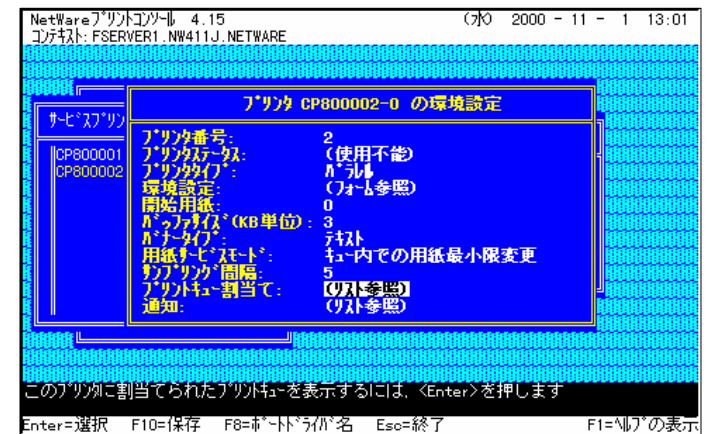 NetWareﾌﾟﾘﾝﾄｺﾝｿｰﾙ 4.15 (水) 2000 - 11 - 1 13:01
ｺﾝﾃｷｽﾄ: FSERVER1.NW411J.NETWARE
ﾌﾟﾘﾝﾀ CP800002-0 の環境設定
ｻｰﾋﾞｽﾌﾟﾘﾝ
CP800001
CP800002
ﾌﾟﾘﾝﾀ番号: 2
ﾌﾟﾘﾝﾀｽﾃｰﾀｽ: (使用不能)
ﾌﾟﾘﾝﾀﾀｲﾌﾟ: ﾊﾟﾗﾚﾙ
環境設定: (ﾌｫｰﾑ参照)
開始用紙: 0
ﾊﾞｯﾌｧｻｲｽﾞ(KB単位): 3
ﾊﾞﾅｰﾀｲﾌﾟ: ﾃｷｽﾄ
用紙ｻｰﾋﾞｽﾓｰﾄﾞ: ｷｭｰ内での用紙最小限変更
ｻﾝﾌﾟﾘﾝｸﾞ間隔: 5
ﾌﾟﾘﾝﾄｷｭｰ割当て: (ﾘｽﾄ参照)
通知: (ﾘｽﾄ参照)
このﾌﾟﾘﾝﾀに割当てられたﾌﾟﾘﾝﾄｷｭｰを表示するには, <Enter>を押します
Enter=選択 F10=保存 F8=ﾎﾞｰﾄﾄﾞﾗｲﾊﾞ名 Esc=終了 F1=ﾍﾙﾌﾟの表示